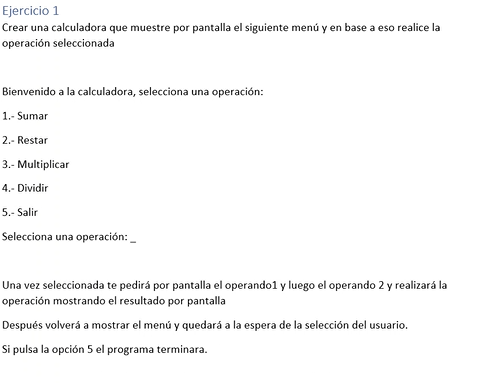 Ejercicio 1
Crear una calculadora que muestre por pantalla el siguiente menú y en base a eso realice la
operación seleccionada
Bienvenido a la calculadora, selecciona una operación:
1.- Sumar
2.- Restar
3.- Multiplicar
4.- Dividir
5.- Salir
Selecciona una operación: _
Una vez seleccionada te pedirá por pantalla el operando1 y luego el operando 2 y realizará la
operación mostrando el resultado por pantalla
Después volverá a mostrar el menú y quedará a la espera de la selección del usuario.
Si pulsa la opción 5 el programa terminara.